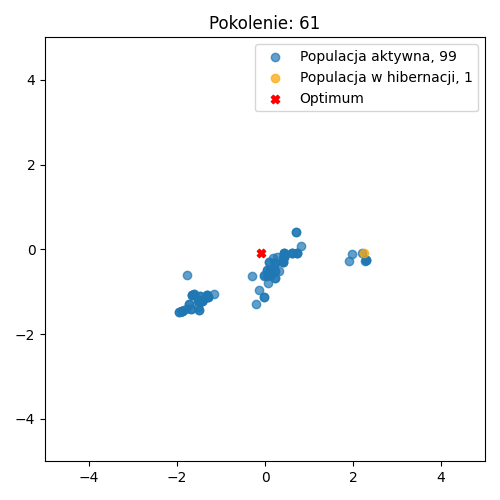 Pokolenie: 61
Populacja aktywna, 99
Populacja w hibernacji, 1
Optimum
4
2
0
−2
−4
−4
−2
0
2
4